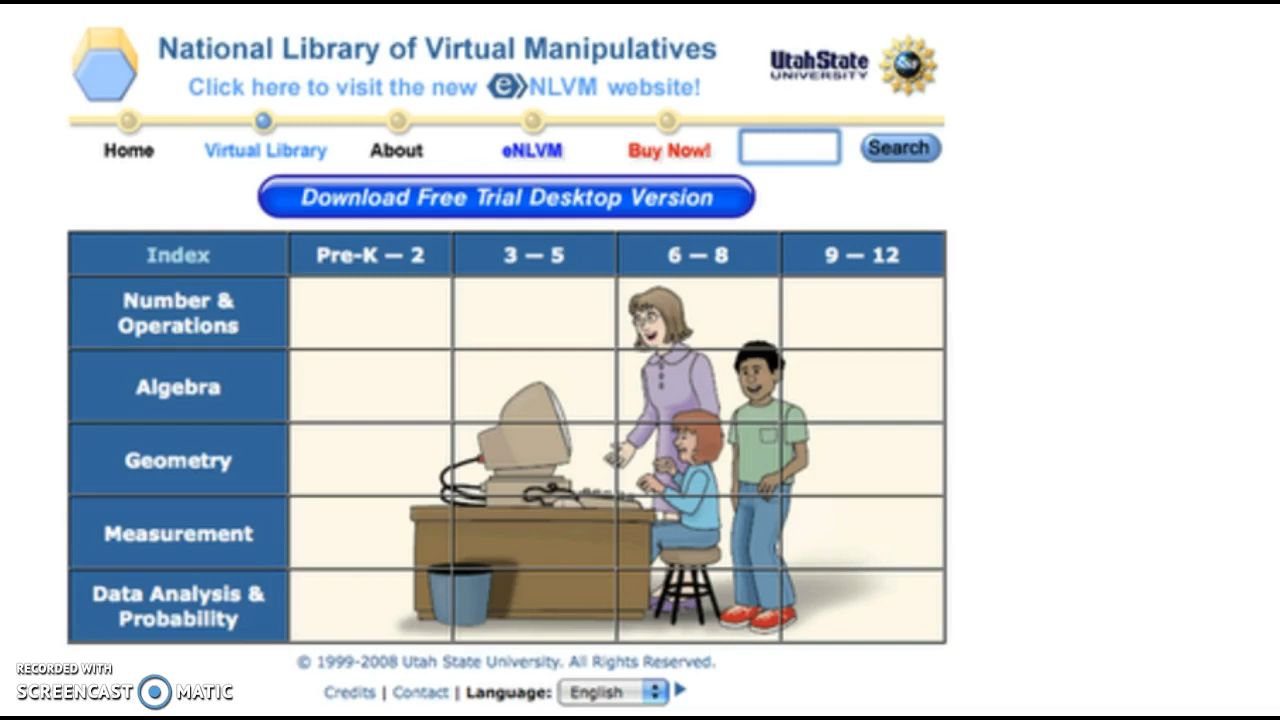 National Library of Virtual Manipulatives
Click here to visit the new e NLVM website!
UtahState
UNIVERSITY
Home Virtual Library About eNLVM Buy Now! Search
Download Free Trial Desktop Version
Index Pre-K — 2 3 — 5 6 — 8 9 — 12
Number &
Operations
Algebra
Geometry
Measurement
Data Analysis &
Probability
© 1999-2008 Utah State University. All Rights Reserved.
Credits | Contact | Language: English
RECORDED WITH
SCREENCAST MATIC